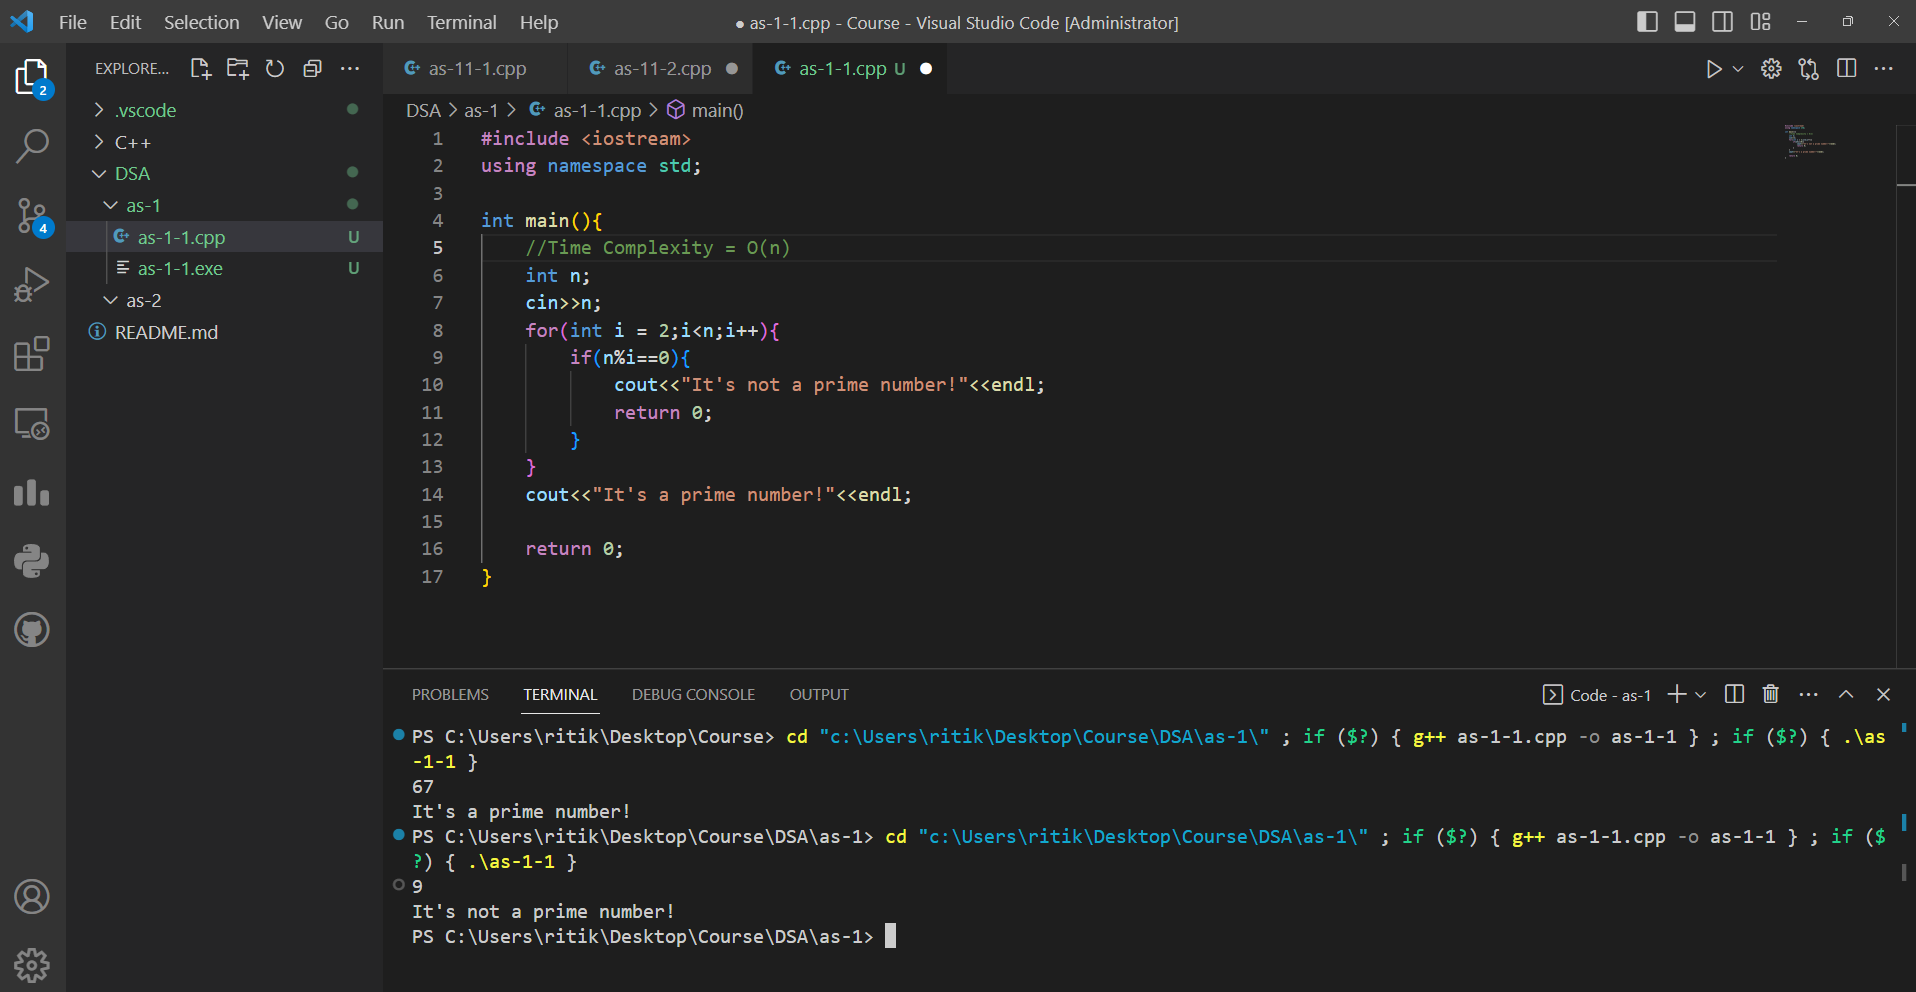 File Edit Selection View Go Run Terminal Help
● as-1-1.cpp - Course - Visual Studio Code [Administrator]
EXPLORE...
.vscode
C++
DSA
as-1
as-1-1.cpp U
as-1-1.exe U
as-2
README.md
2
4
as-11-1.cpp
as-11-2.cpp
as-1-1.cpp U
DSA > as-1 > as-1-1.cpp > main()
1 #include <iostream>
2 using namespace std;
3
4 int main(){
5 //Time Complexity = O(n)
6 int n;
7 cin>>n;
8 for(int i = 2;i<n;i++){
9 if(n%i==0){
10 cout<<"It's not a prime number!"<<endl;
11 return 0;
12 }
13 }
14 cout<<"It's a prime number!"<<endl;
15
16 return 0;
17 }
PROBLEMS TERMINAL DEBUG CONSOLE OUTPUT
Code - as-1
PS C:\Users\ritik\Desktop\Course> cd "c:\Users\ritik\Desktop\Course\DSA\as-1\" ; if ($?) { g++ as-1-1.cpp -o as-1-1 } ; if ($?) { .\as
-1-1 }
67
It's a prime number!
PS C:\Users\ritik\Desktop\Course\DSA\as-1> cd "c:\Users\ritik\Desktop\Course\DSA\as-1\" ; if ($?) { g++ as-1-1.cpp -o as-1-1 } ; if ($
?) { .\as-1-1 }
9
It's not a prime number!
PS C:\Users\ritik\Desktop\Course\DSA\as-1>